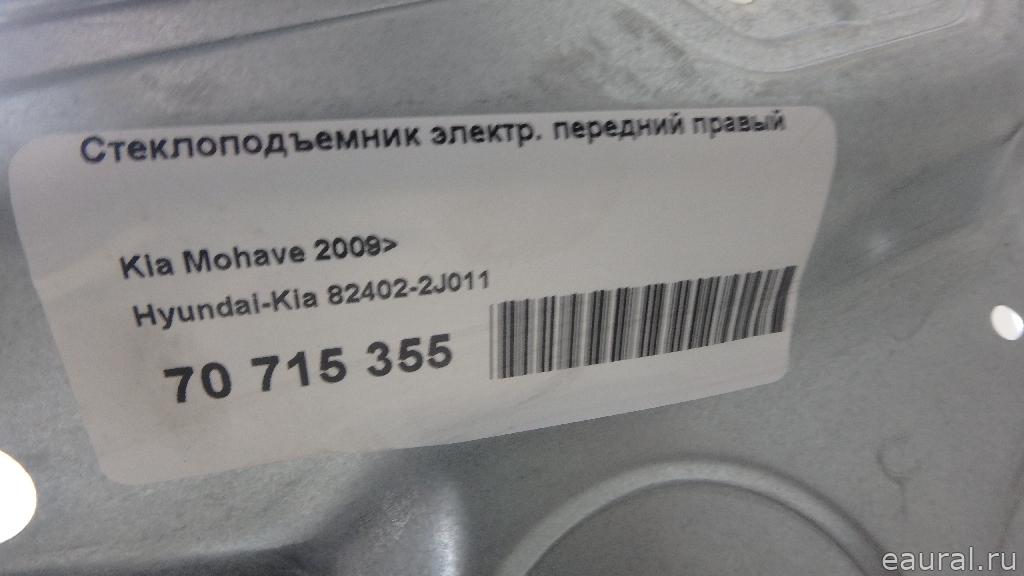 Стеклоподъемник электр. передний правый
Kia Mohave 2009>
Hyundai-Kia 82402-2J011
70 715 355
eaural.ru